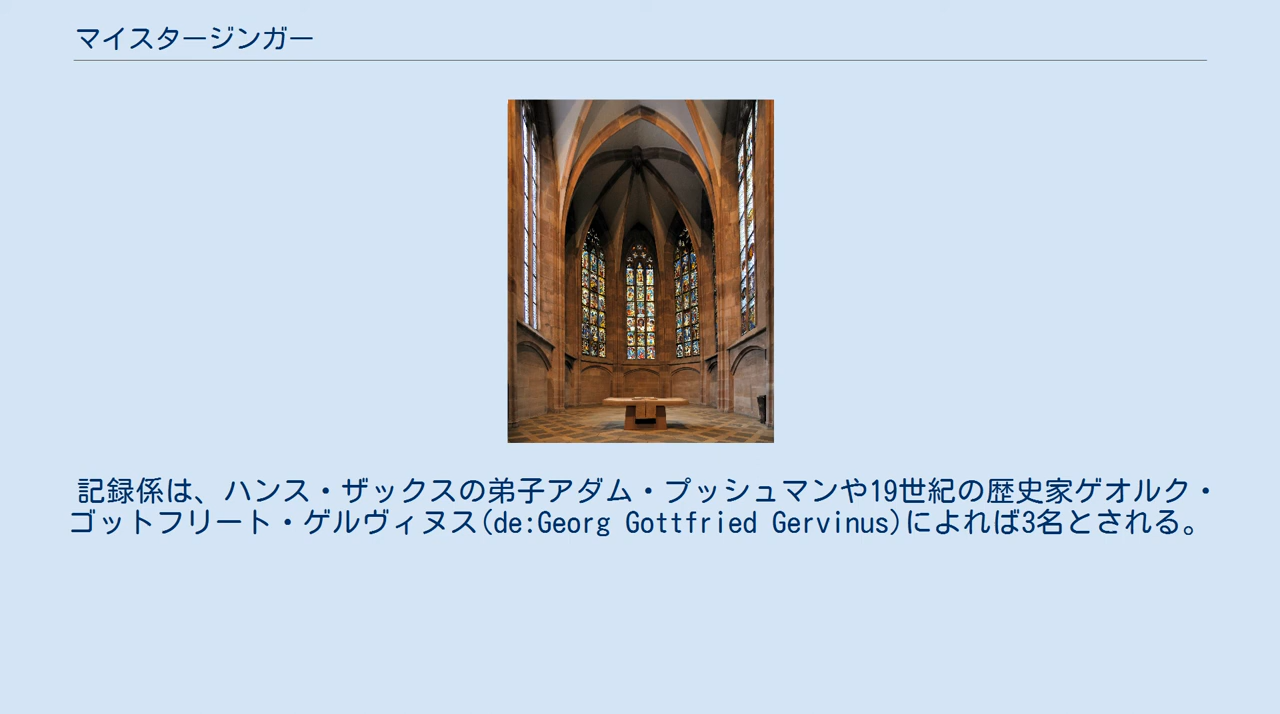 マイスタージンガー
記録係は、ハンス・ザックスの弟子アダム・プッシュマンや19世紀の歴史家ゲオルク・
ゴットフリート・ゲルヴィヌス(de:Georg Gottfried Gervinus)によれば3名とされる。